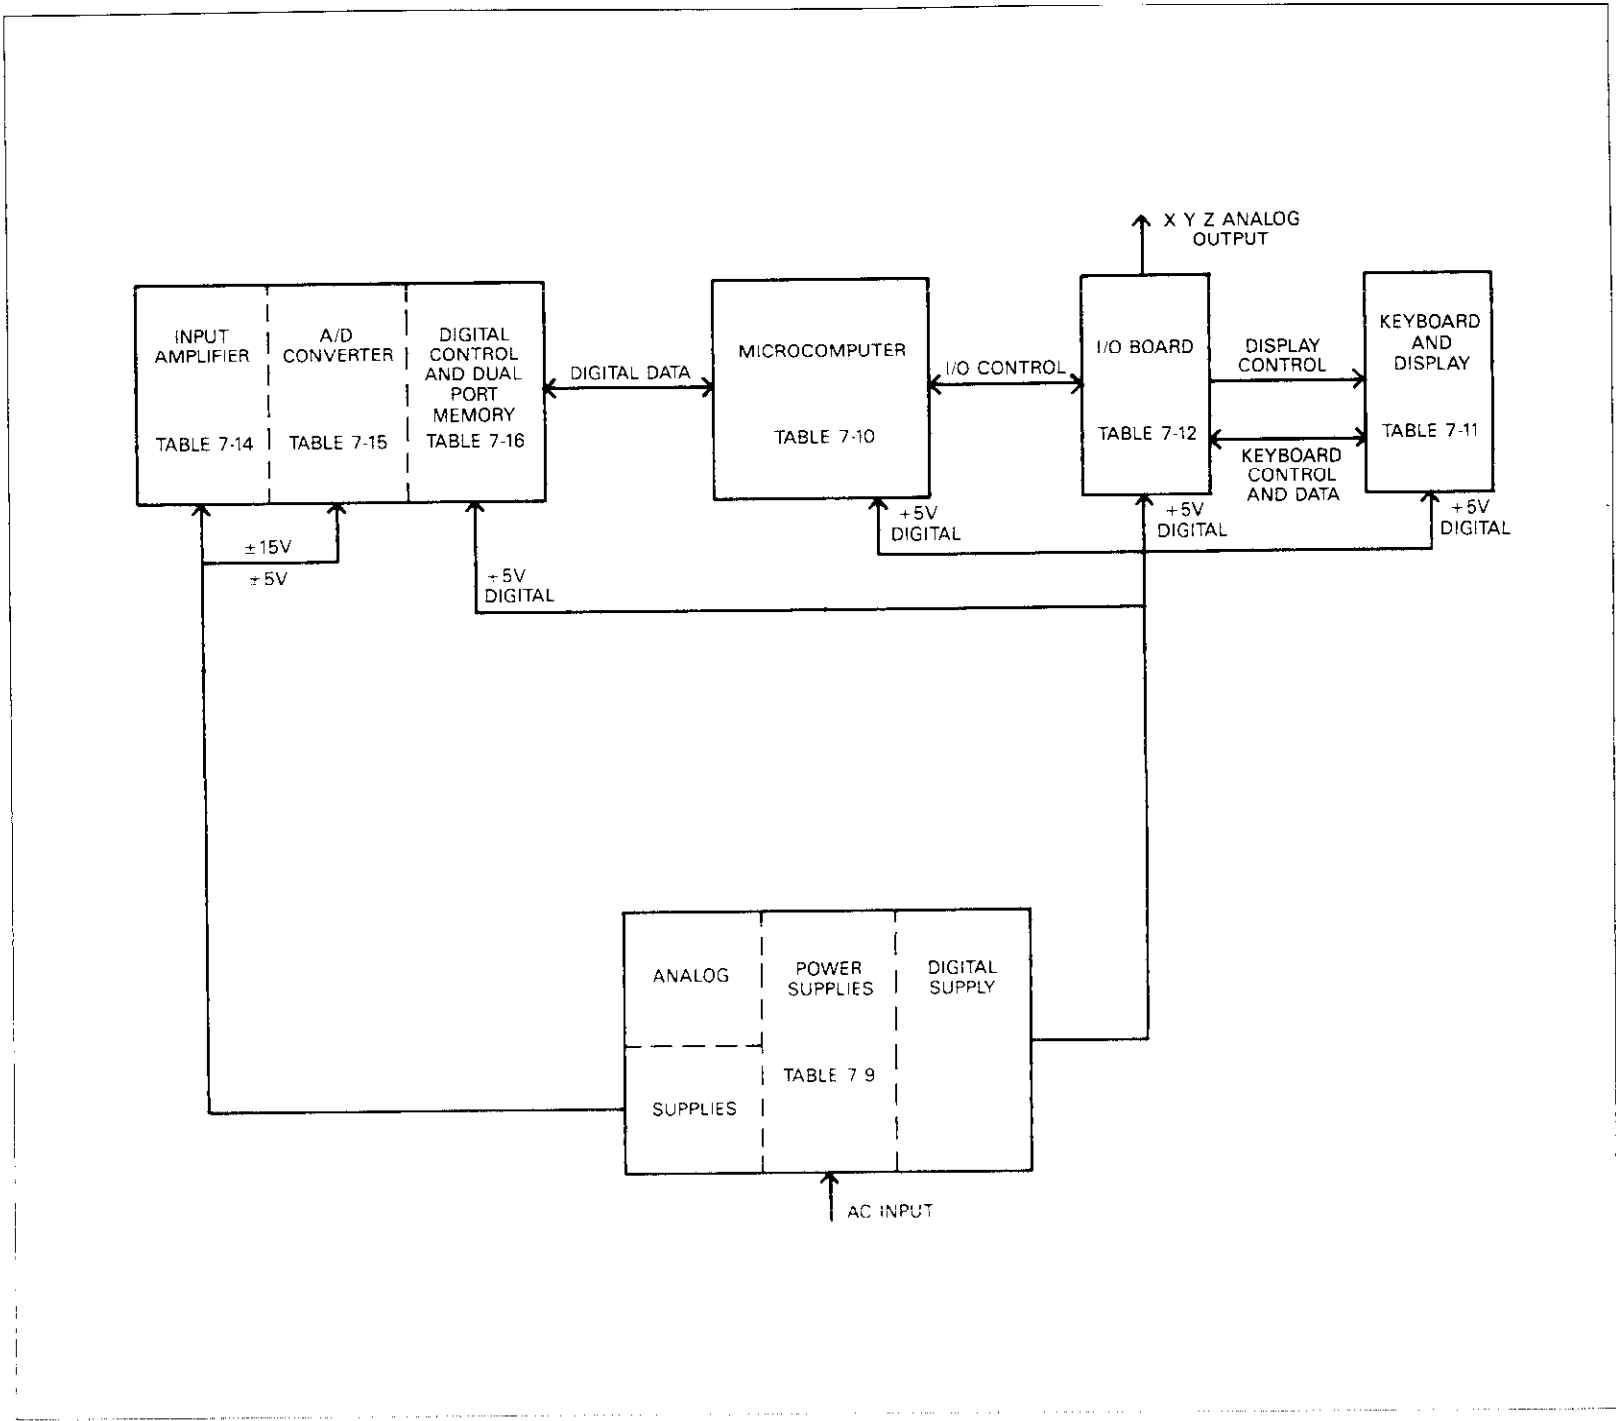 X Y Z ANALOG
OUTPUT
INPUT
AMPLIFIER
TABLE 7-14
A/D
CONVERTER
TABLE 7-15
DIGITAL
CONTROL
AND DUAL
PORT
MEMORY
TABLE 7-16
DIGITAL DATA
MICROCOMPUTER
TABLE 7-10
I/O CONTROL
I/O BOARD
TABLE 7-12
DISPLAY
CONTROL
KEYBOARD
CONTROL
AND DATA
KEYBOARD
AND
DISPLAY
TABLE 7-11
±15V
±5V
+5V
DIGITAL
+5V
DIGITAL
+5V
DIGITAL
+5V
DIGITAL
ANALOG
SUPPLIES
POWER
SUPPLIES
TABLE 7 9
DIGITAL
SUPPLY
AC INPUT